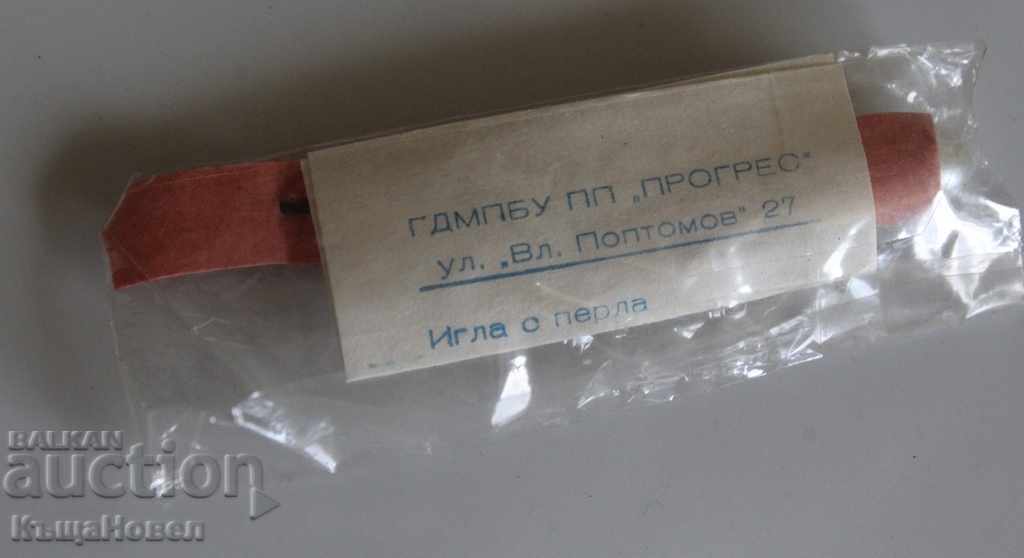 ГДМПБУ ПП „ПРОГРЕС"
ул. „Вл. Поптомов" 27
Игла с перла
BALKAN
auction
КъщаНовел